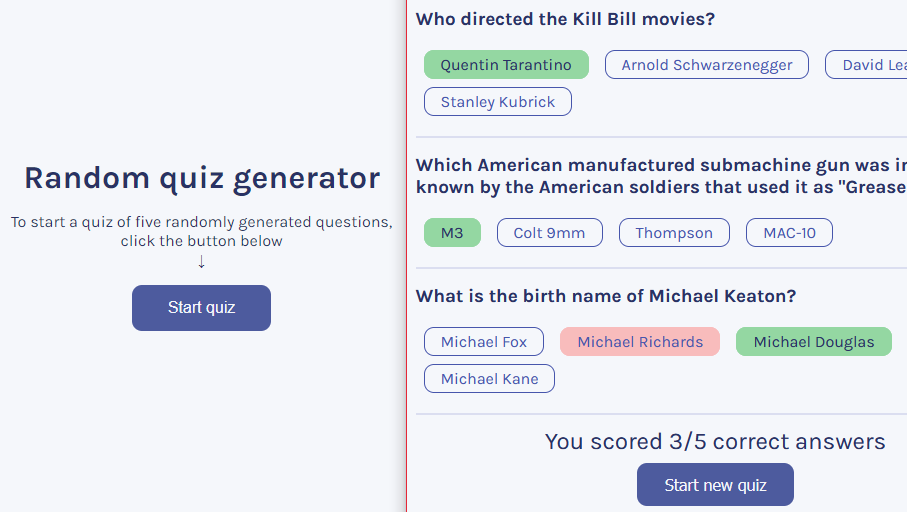 Random quiz generator
To start a quiz of five randomly generated questions,
click the button below
↓
Start quiz
Who directed the Kill Bill movies?
Quentin Tarantino Arnold Schwarzenegger David
Stanley Kubrick
Which American manufactured submachine gun was
known by the American soldiers that used it as "Grease
M3 Colt 9mm Thompson MAC-10
What is the birth name of Michael Keaton?
Michael Fox Michael Richards Michael Douglas
Michael Kane
You scored 3/5 correct answers
Start new quiz